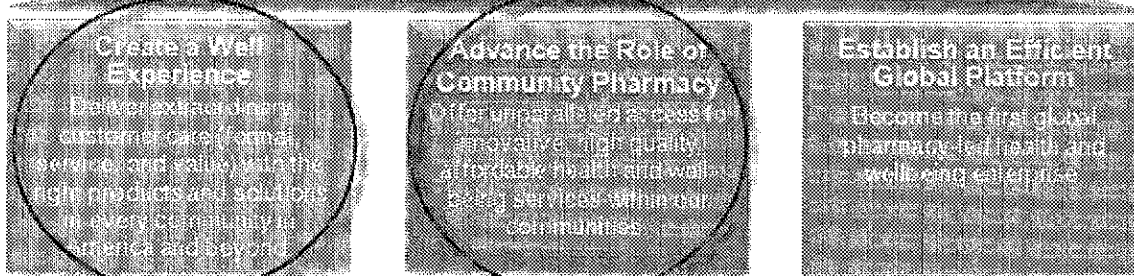 Create a Well
Experience
Deliver extraordinary
customer care
service, and value, with the
right products and solutions
in every community in
America and beyond
Advance the Role of
Community Pharmacy
Offer unparalleled access to
innovative, high quality,
affordable health and well-
being services within our
communities
Establish an Efficient
Global Platform
Become the first global
pharmacy-led health and
wellbeing enterprise